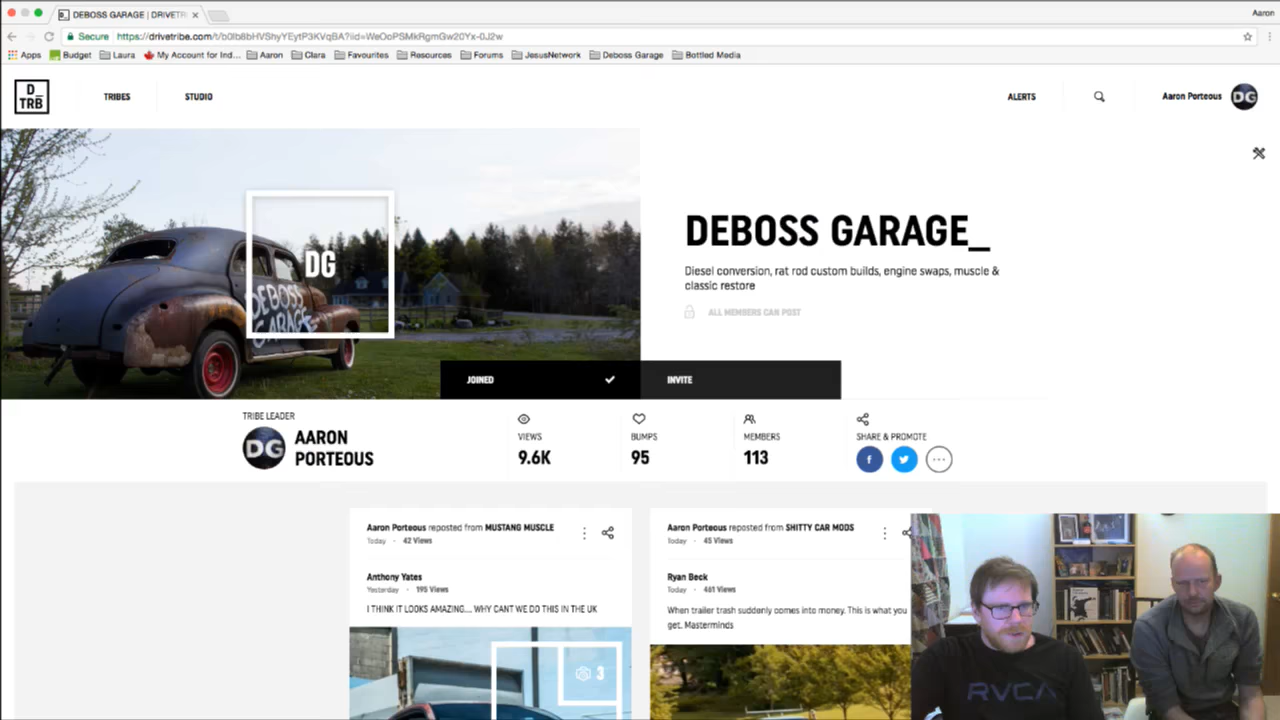 DEBOSS GARAGE | DRIVETRI
Aaron
Secure
https://drivetribe.com/t/b0Ib8bHVShyYEytP3KVqBA?iid=WeOoPSMkRgmGw20Yx-0J2w
Apps Budget Laura My Account for Ind... Aaron Clara Favourites Resources Forums JesusNetwork Deboss Garage Bottled Media
D_
TRB
TRIBES
STUDIO
ALERTS
Aaron Porteous
DG
DG
DEBOSS
GARAGE
DEBOSS GARAGE_
Diesel conversion, rat rod custom builds, engine swaps, muscle &
classic restore
ALL MEMBERS CAN POST
JOINED
INVITE
TRIBE LEADER
DG
AARON
PORTEOUS
VIEWS
9.6K
BUMPS
95
MEMBERS
113
SHARE & PROMOTE
Aaron Porteous reposted from MUSTANG MUSCLE
Today · 42 Views
Anthony Yates
Yesterday · 195 Views
I THINK IT LOOKS AMAZING.... WHY CANT WE DO THIS IN THE UK
3
Aaron Porteous reposted from SHITTY CAR MODS
Today · 45 Views
Ryan Beck
Today · 461 Views
When trailer trash suddenly comes into money. This is what you
get. Masterminds
RVCA